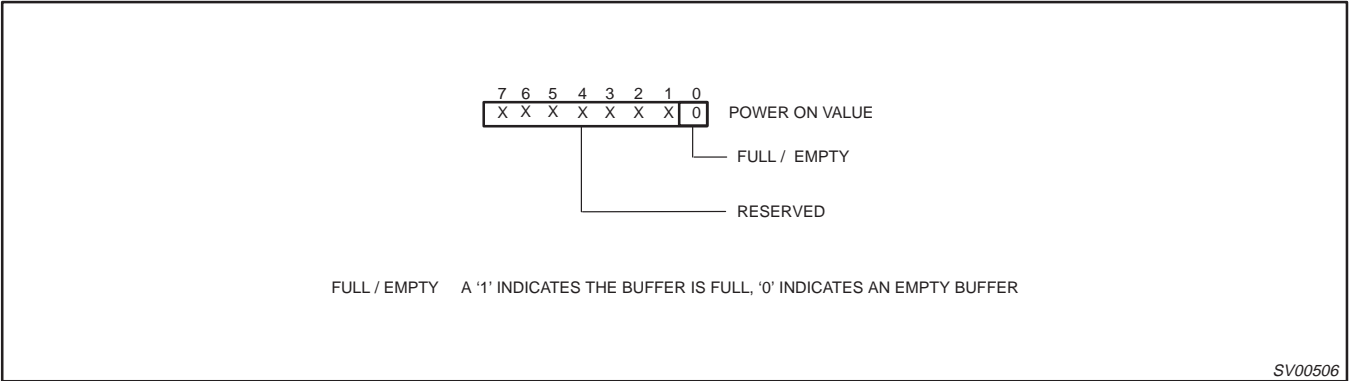 7 6 5 4 3 2 1 0
X X X X X X X 0 POWER ON VALUE
FULL / EMPTY
RESERVED
FULL / EMPTY A ‘1’ INDICATES THE BUFFER IS FULL, ‘0’ INDICATES AN EMPTY BUFFER
SV00506